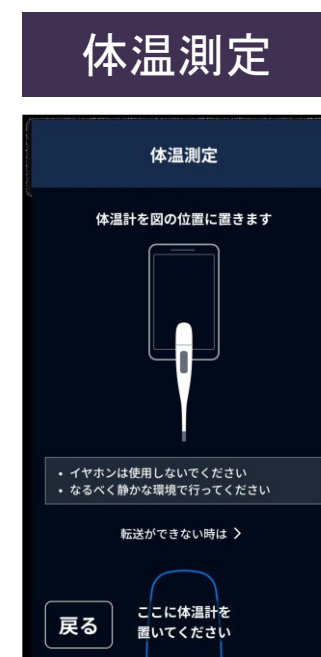 体温測定
体温測定
体温計を図の位置に置きます
・イヤホンは使用しないでください
・なるべく静かな環境で行ってください
転送ができない時は >
ここに体温計を
置いてください
戻る